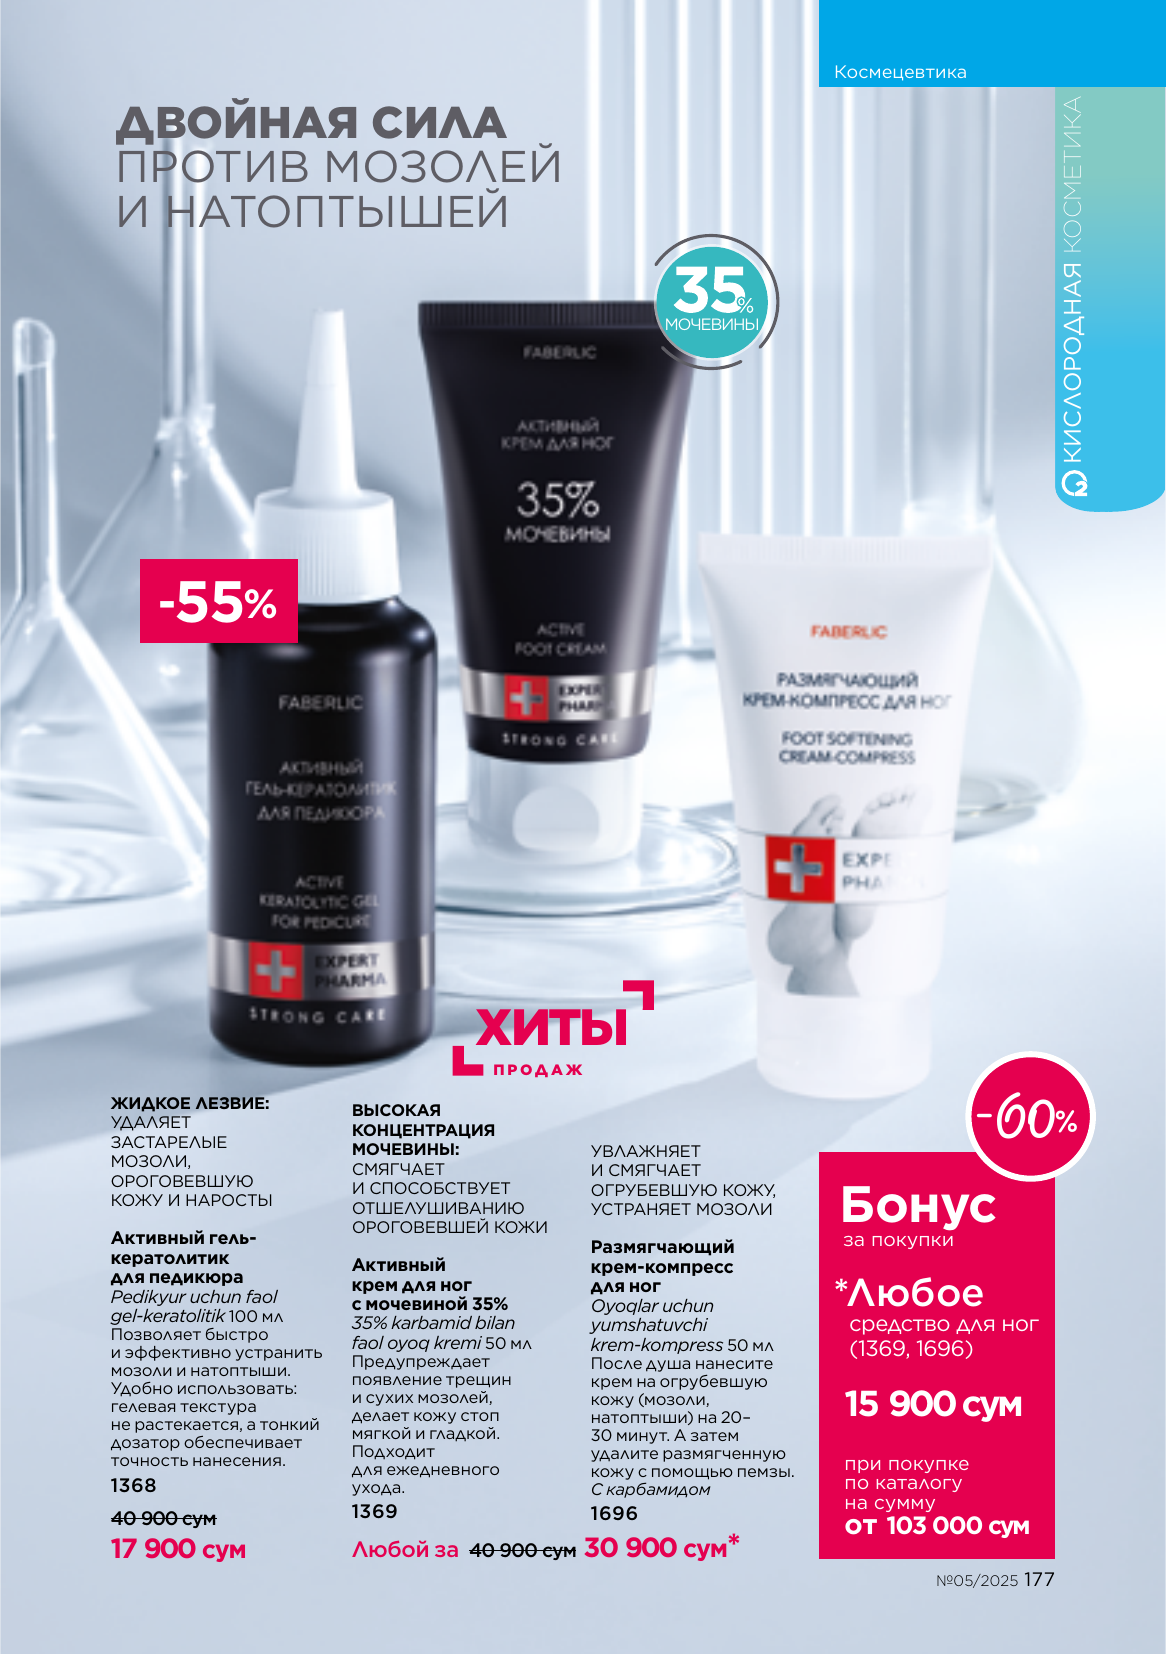 Космецевтика
КИСЛОРОДНАЯ КОСМЕТИКА
ДВОЙНАЯ СИЛА
ПРОТИВ МОЗОЛЕЙ
И НАТОПТЫШЕЙ
35%
МОЧЕВИНЫ
FABERLIC
АКТИВНЫЙ
КРЕМ ДЛЯ НОГ
35%
МОЧЕВИНЫ
ACTIVE
FOOT CREAM
EXPERT
PHARMA
STRONG CARE
-55%
FABERLIC
АКТИВНЫЙ
ГЕЛЬ-КЕРАТОЛИТИК
ДЛЯ ПЕДИКЮРА
ACTIVE
KERATOLYTIC GEL
FOR PEDICURE
EXPERT
PHARMA
STRONG CARE
FABERLIC
РАЗМЯГЧАЮЩИЙ
КРЕМ-КОМПРЕСС ДЛЯ НОГ
FOOT SOFTENING
CREAM-COMPRESS
EXPERT
PHARMA
ХИТЫ
ПРОДАЖ
ЖИДКОЕ ЛЕЗВИЕ:
УДАЛЯЕТ
ЗАСТАРЕЛЫЕ
МОЗОЛИ,
ОРОГОВЕВШУЮ
КОЖУ И НАРОСТЫ
Активный гель-
кератолитик
для педикюра
Pedikyur uchun faol
gel-keratolitik 100 мл
Позволяет быстро
и эффективно устранить
мозоли и натоптыши.
Удобно использовать:
гелевая текстура
не растекается, а тонкий
дозатор обеспечивает
точность нанесения.
1368
40 900 сум
17 900 сум
ВЫСОКАЯ
КОНЦЕНТРАЦИЯ
МОЧЕВИНЫ:
СМЯГЧАЕТ
И СПОСОБСТВУЕТ
ОТШЕЛУШИВАНИЮ
ОРОГОВЕВШЕЙ КОЖИ
Активный
крем для ног
с мочевиной 35%
35% karbamid bilan
faol oyoq kremi 50 мл
Предупреждает
появление трещин
и сухих мозолей,
делает кожу стоп
мягкой и гладкой.
Подходит
для ежедневного
ухода.
1369
УВЛАЖНЯЕТ
И СМЯГЧАЕТ
ОГРУБЕВШУЮ КОЖУ,
УСТРАНЯЕТ МОЗОЛИ
Размягчающий
крем-компресс
для ног
Oyoqlar uchun
yumshatuvchi
krem-kompress 50 мл
После душа нанесите
крем на огрубевшую
кожу (мозоли,
натоптыши) на 20–
30 минут. А затем
удалите размягченную
кожу с помощью пемзы.
С карбамидом
1696
Любой за 40 900 сум 30 900 сум*
-60%
Бонус
за покупки
*Любое
средство для ног
(1369, 1696)
15 900 сум
при покупке
по каталогу
на сумму
от 103 000 сум
№05/2025 177